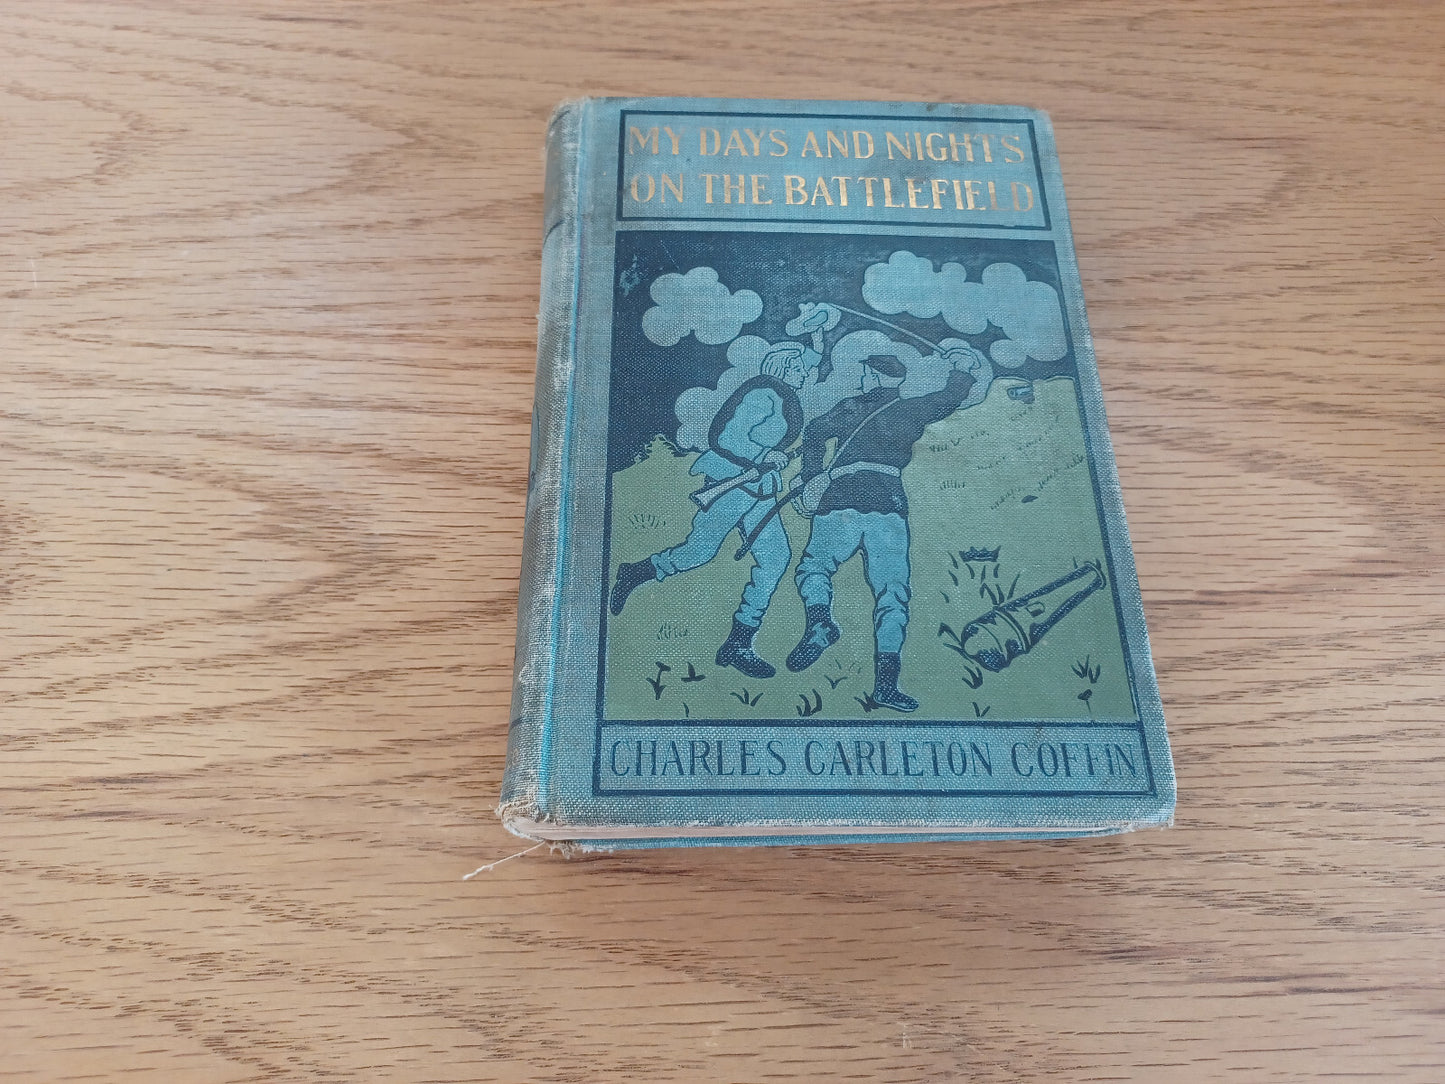 MY DAYS AND NIGHTS
ON THE BATTLEFIELD
CHARLES CARLETON COFFIN